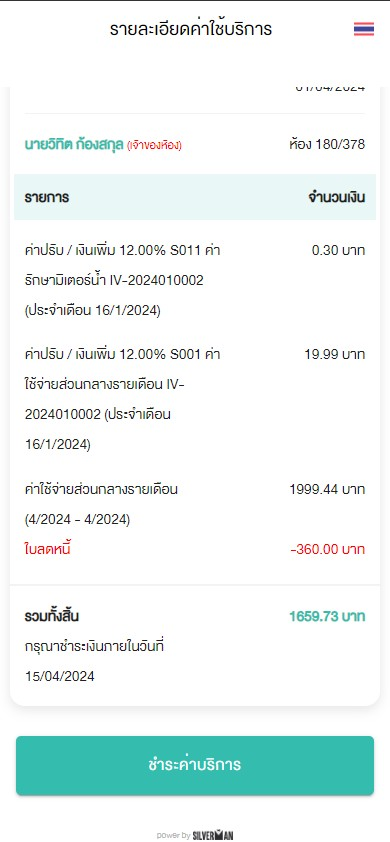 รายละเอียดค่าใช้บริการ
01/04/2024
นายวิทิต ก้องสกุล (เจ้าของห้อง) ห้อง 180/378
รายการ จำนวนเงิน
ค่าปรับ / เงินเพิ่ม 12.00% S011 ค่า 0.30 บาท
รักษามิเตอร์น้ำ IV-2024010002
(ประจำเดือน 16/1/2024)
ค่าปรับ / เงินเพิ่ม 12.00% S001 ค่า 19.99 บาท
ใช้จ่ายส่วนกลางรายเดือน IV-
2024010002 (ประจำเดือน
16/1/2024)
ค่าใช้จ่ายส่วนกลางรายเดือน 1999.44 บาท
(4/2024 - 4/2024)
ใบลดหนี้ -360.00 บาท
รวมทั้งสิ้น 1659.73 บาท
กรุณาชำระเงินภายในวันที่
15/04/2024
ชำระค่าบริการ
power by SILVERMAN